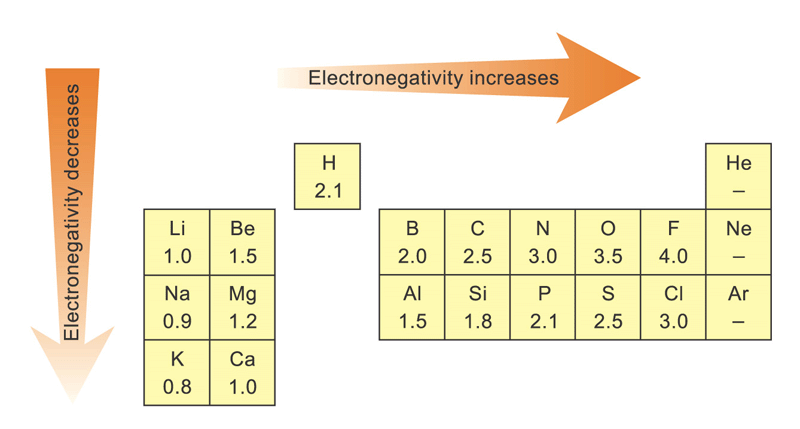 Electronegativity increases
Electronegativity decreases
H He
2.1 –
Li Be B C N O F Ne
1.0 1.5 2.0 2.5 3.0 3.5 4.0 –
Na Mg Al Si P S Cl Ar
0.9 1.2 1.5 1.8 2.1 2.5 3.0 –
K Ca
0.8 1.0